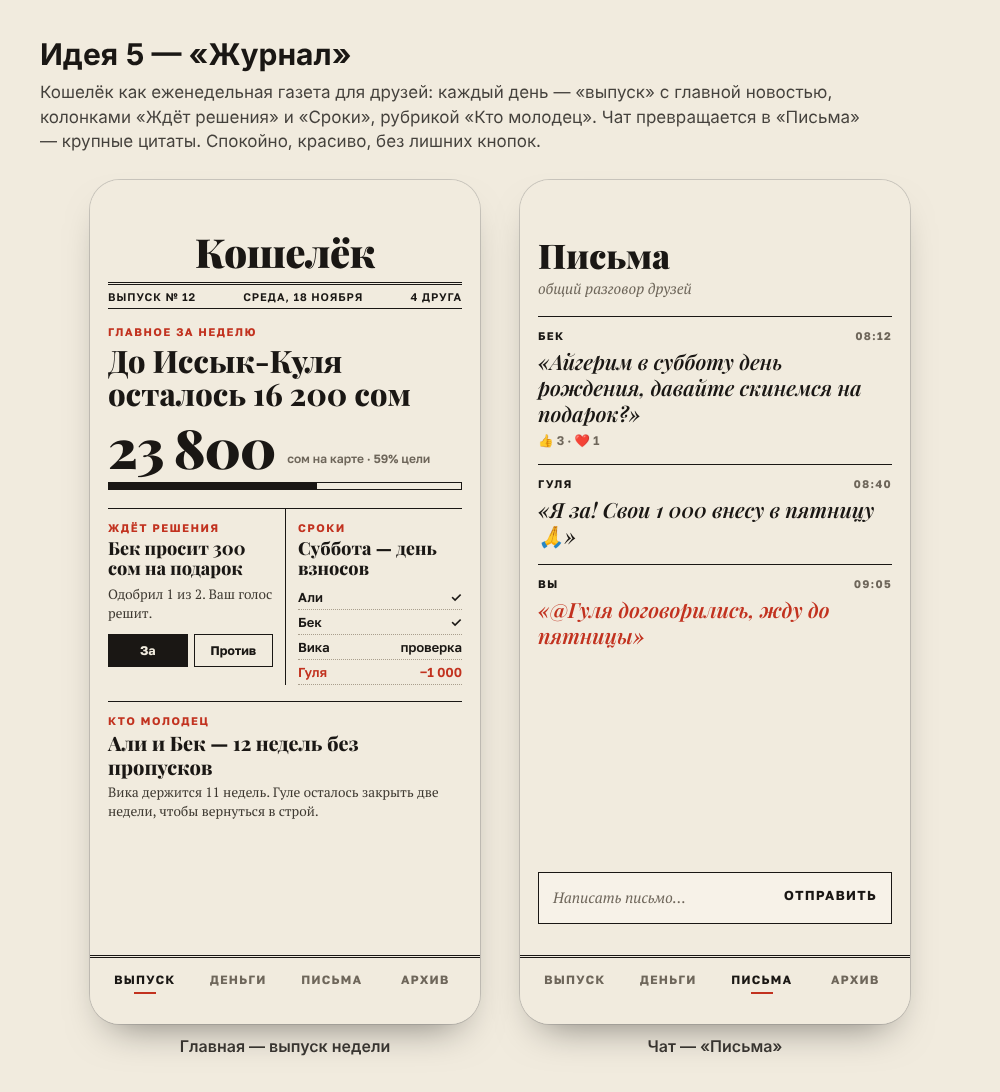 Идея 5 — «Журнал»
Кошелёк как еженедельная газета для друзей: каждый день — «выпуск» с главной новостью,
колонками «Ждёт решения» и «Сроки», рубрикой «Кто молодец». Чат превращается в «Письма»
— крупные цитаты. Спокойно, красиво, без лишних кнопок.
Кошелёк
ВЫПУСК № 12 СРЕДА, 18 НОЯБРЯ 4 ДРУГА
ГЛАВНОЕ ЗА НЕДЕЛЮ
До Иссык-Куля
осталось 16 200 сом
23 800 сом на карте · 59% цели
ЖДЁТ РЕШЕНИЯ
Бек просит 300
сом на подарок
Одобрил 1 из 2. Ваш голос
решит.
За Против
СРОКИ
Суббота — день
взносов
Али ✓
Бек ✓
Вика проверка
Гуля −1 000
КТО МОЛОДЕЦ
Али и Бек — 12 недель без
пропусков
Вика держится 11 недель. Гуле осталось закрыть две
недели, чтобы вернуться в строй.
ВЫПУСК ДЕНЬГИ ПИСЬМА АРХИВ
Главная — выпуск недели
Письма
общий разговор друзей
БЕК 08:12
«Айгерим в субботу день
рождения, давайте скинемся на
подарок?»
👍 3 · ❤️ 1
ГУЛЯ 08:40
«Я за! Свои 1 000 внесу в пятницу
🙏»
ВЫ 09:05
«@Гуля договорились, жду до
пятницы»
Написать письмо... ОТПРАВИТЬ
ВЫПУСК ДЕНЬГИ ПИСЬМА АРХИВ
Чат — «Письма»